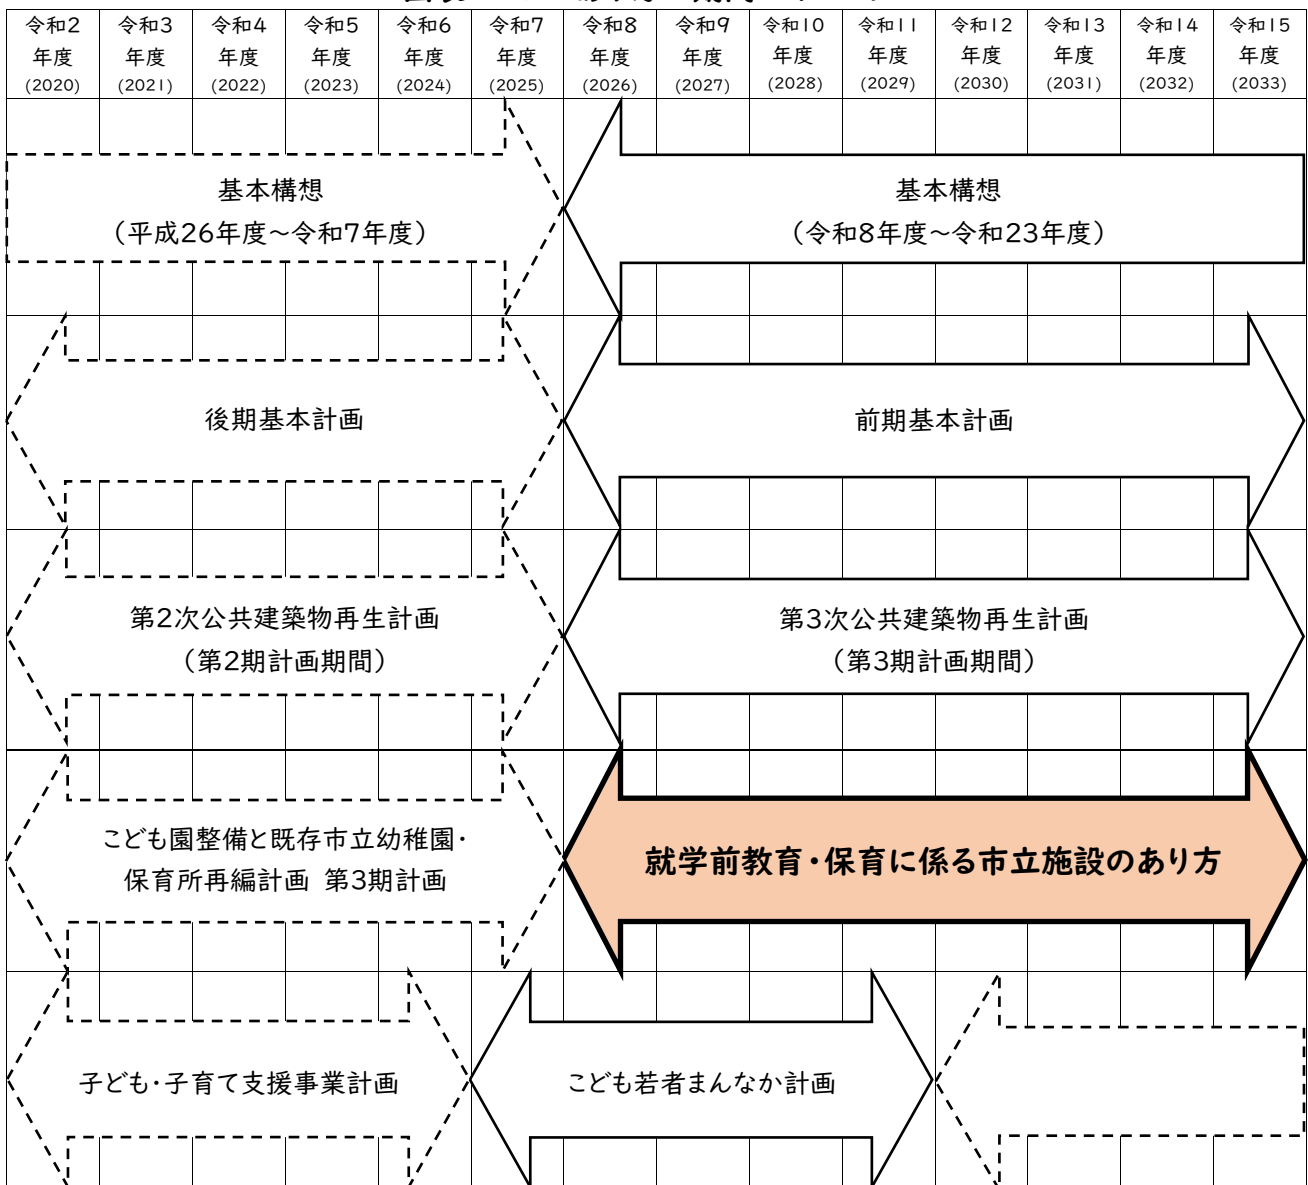 令和2 令和3 令和4 令和5 令和6 令和7 令和8 令和9 令和10 令和11 令和12 令和13 令和14 令和15
年度 年度 年度 年度 年度 年度 年度 年度 年度 年度 年度 年度 年度 年度
(2020) (2021) (2022) (2023) (2024) (2025) (2026) (2027) (2028) (2029) (2030) (2031) (2032) (2033)
基本構想
(平成26年度~令和7年度)
基本構想
(令和8年度~令和23年度)
後期基本計画
前期基本計画
第2次公共建築物再生計画
(第2期計画期間)
第3次公共建築物再生計画
(第3期計画期間)
こども園整備と既存市立幼稚園・
保育所再編計画 第3期計画
就学前教育・保育に係る市立施設のあり方
子ども・子育て支援事業計画
こども若者まんなか計画